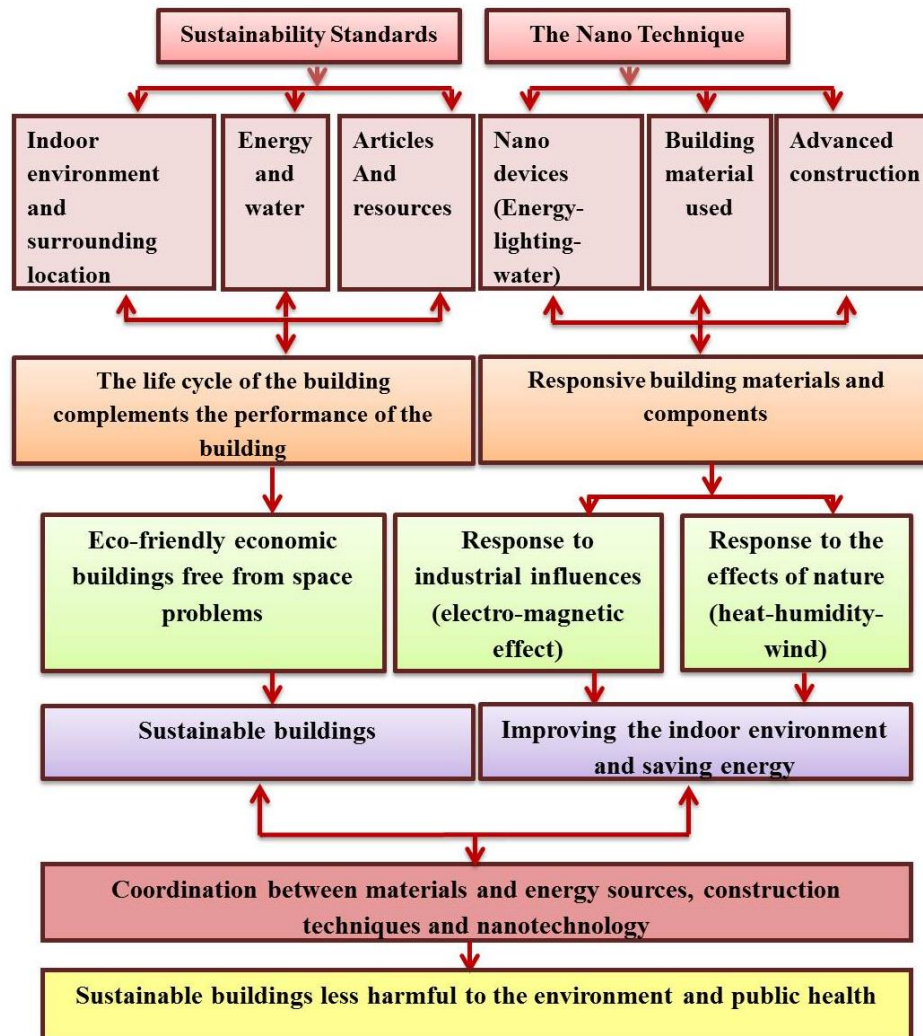 Sustainability Standards
The Nano Technique
Indoor
environment
and
surrounding
location
Energy
and
water
Articles
And
resources
Nano
devices
(Energy-
lighting-
water)
Building
material
used
Advanced
construction
The life cycle of the building
complements the performance of the
building
Responsive building materials and
components
Eco-friendly economic
buildings free from space
problems
Response to
industrial influences
(electro-magnetic
effect)
Response to the
effects of nature
(heat-humidity-
wind)
Sustainable buildings
Improving the indoor environment
and saving energy
Coordination between materials and energy sources, construction
techniques and nanotechnology
Sustainable buildings less harmful to the environment and public health